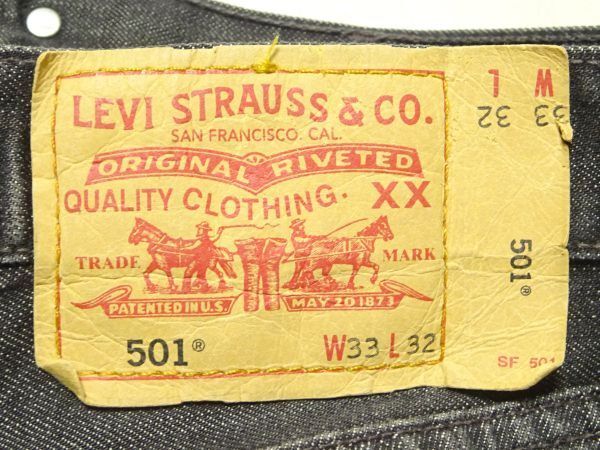 LEVI STRAUSS & CO.
SAN FRANCISCO. CAL.
ORIGINAL RIVETED
QUALITY CLOTHING. XX
TRADE MARK
PATENTED IN U.S. MAY 20 1873
501® W33 L32
W L
33 32
501®
SF 501